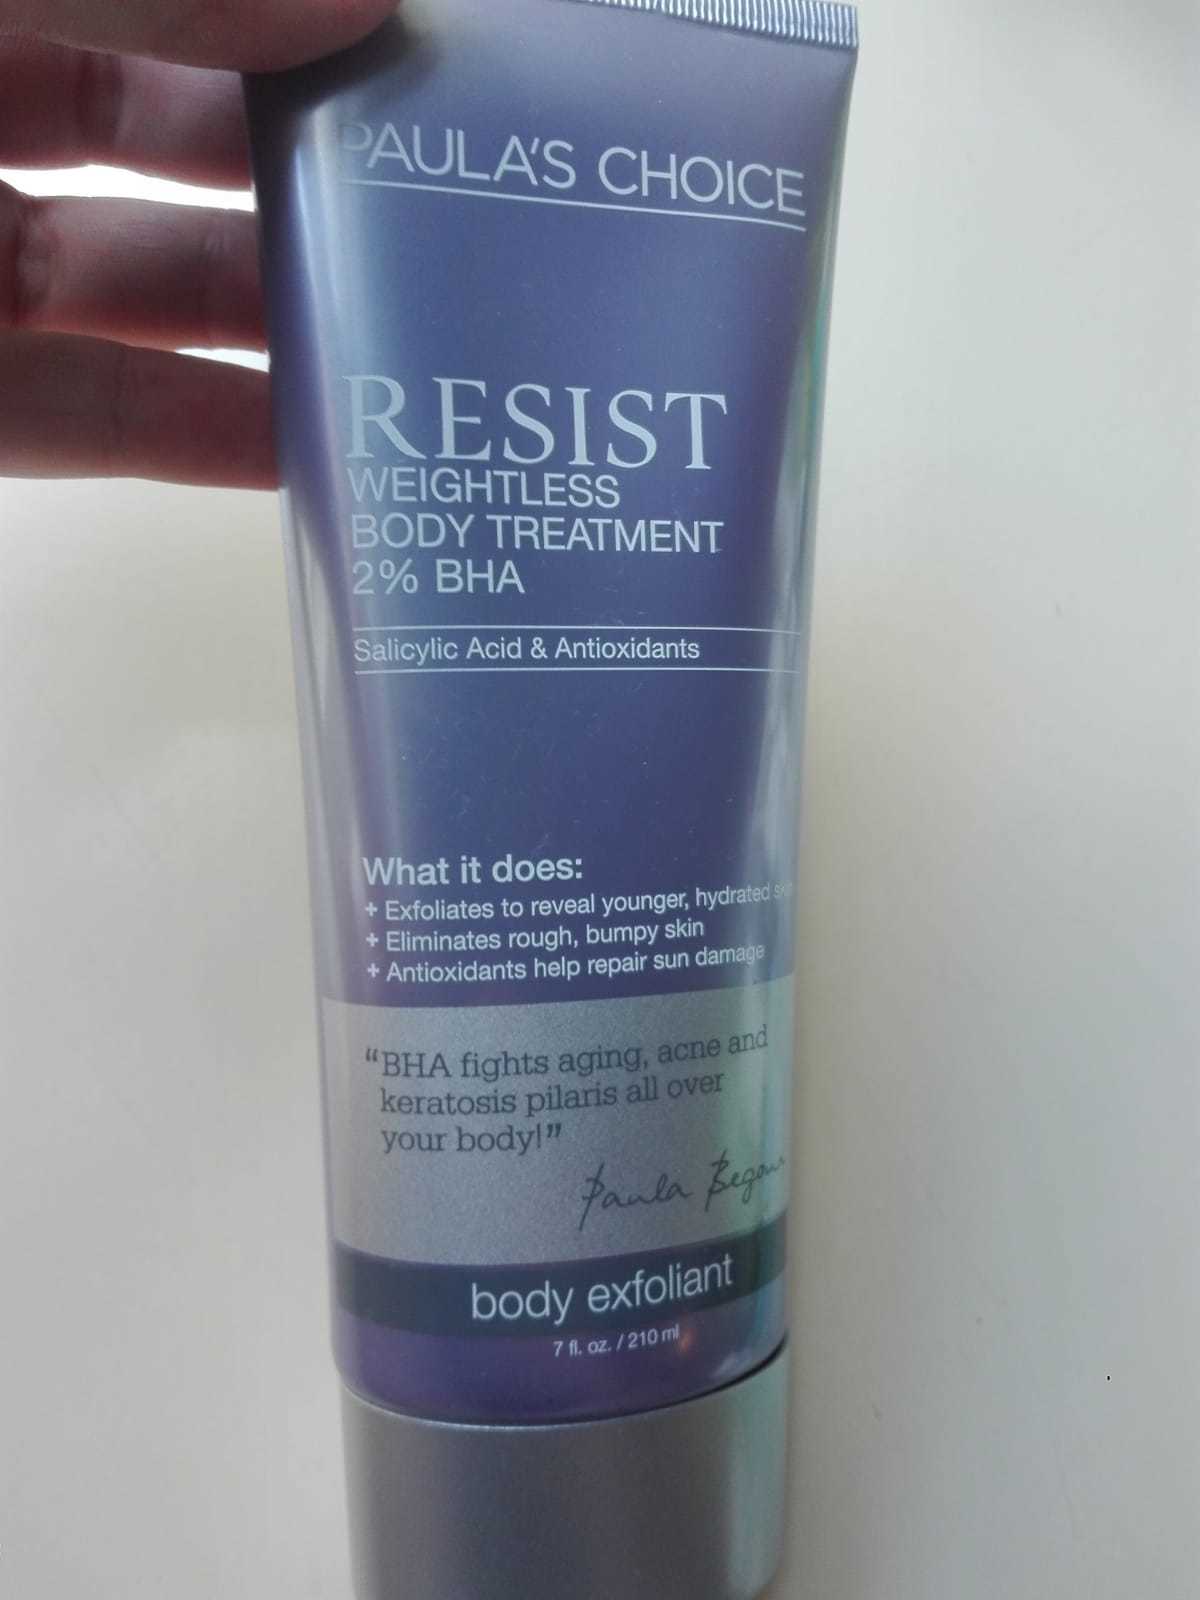 PAULA'S CHOICE
RESIST
WEIGHTLESS
BODY TREATMENT
2% BHA
Salicylic Acid & Antioxidants
What it does:
+ Exfoliates to reveal younger, hydrated skin
+ Eliminates rough, bumpy skin
+ Antioxidants help repair sun damage
“BHA fights aging, acne and
keratosis pilaris all over
your body!”
Paula Begoun
body exfoliant
7 fl. oz. / 210 ml